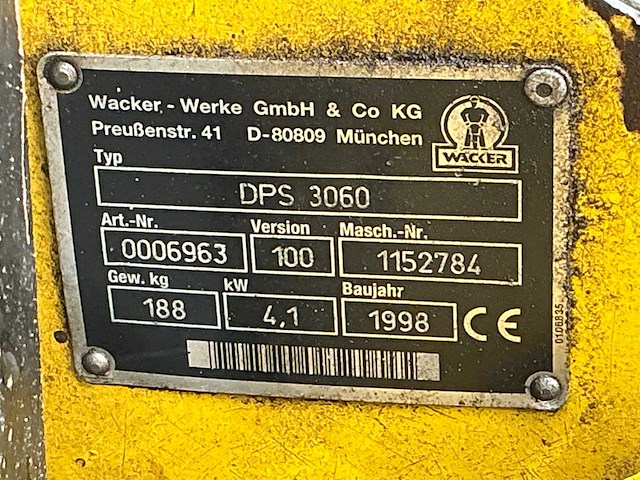 Wacker - Werke GmbH & Co KG
Preußenstr. 41 D-80809 München
WACKER
Typ
DPS 3060
Art.-Nr. Version Masch.-Nr.
0006963 100 1152784
Gew. kg kW Baujahr
188 4,1 1998 CE
0106835